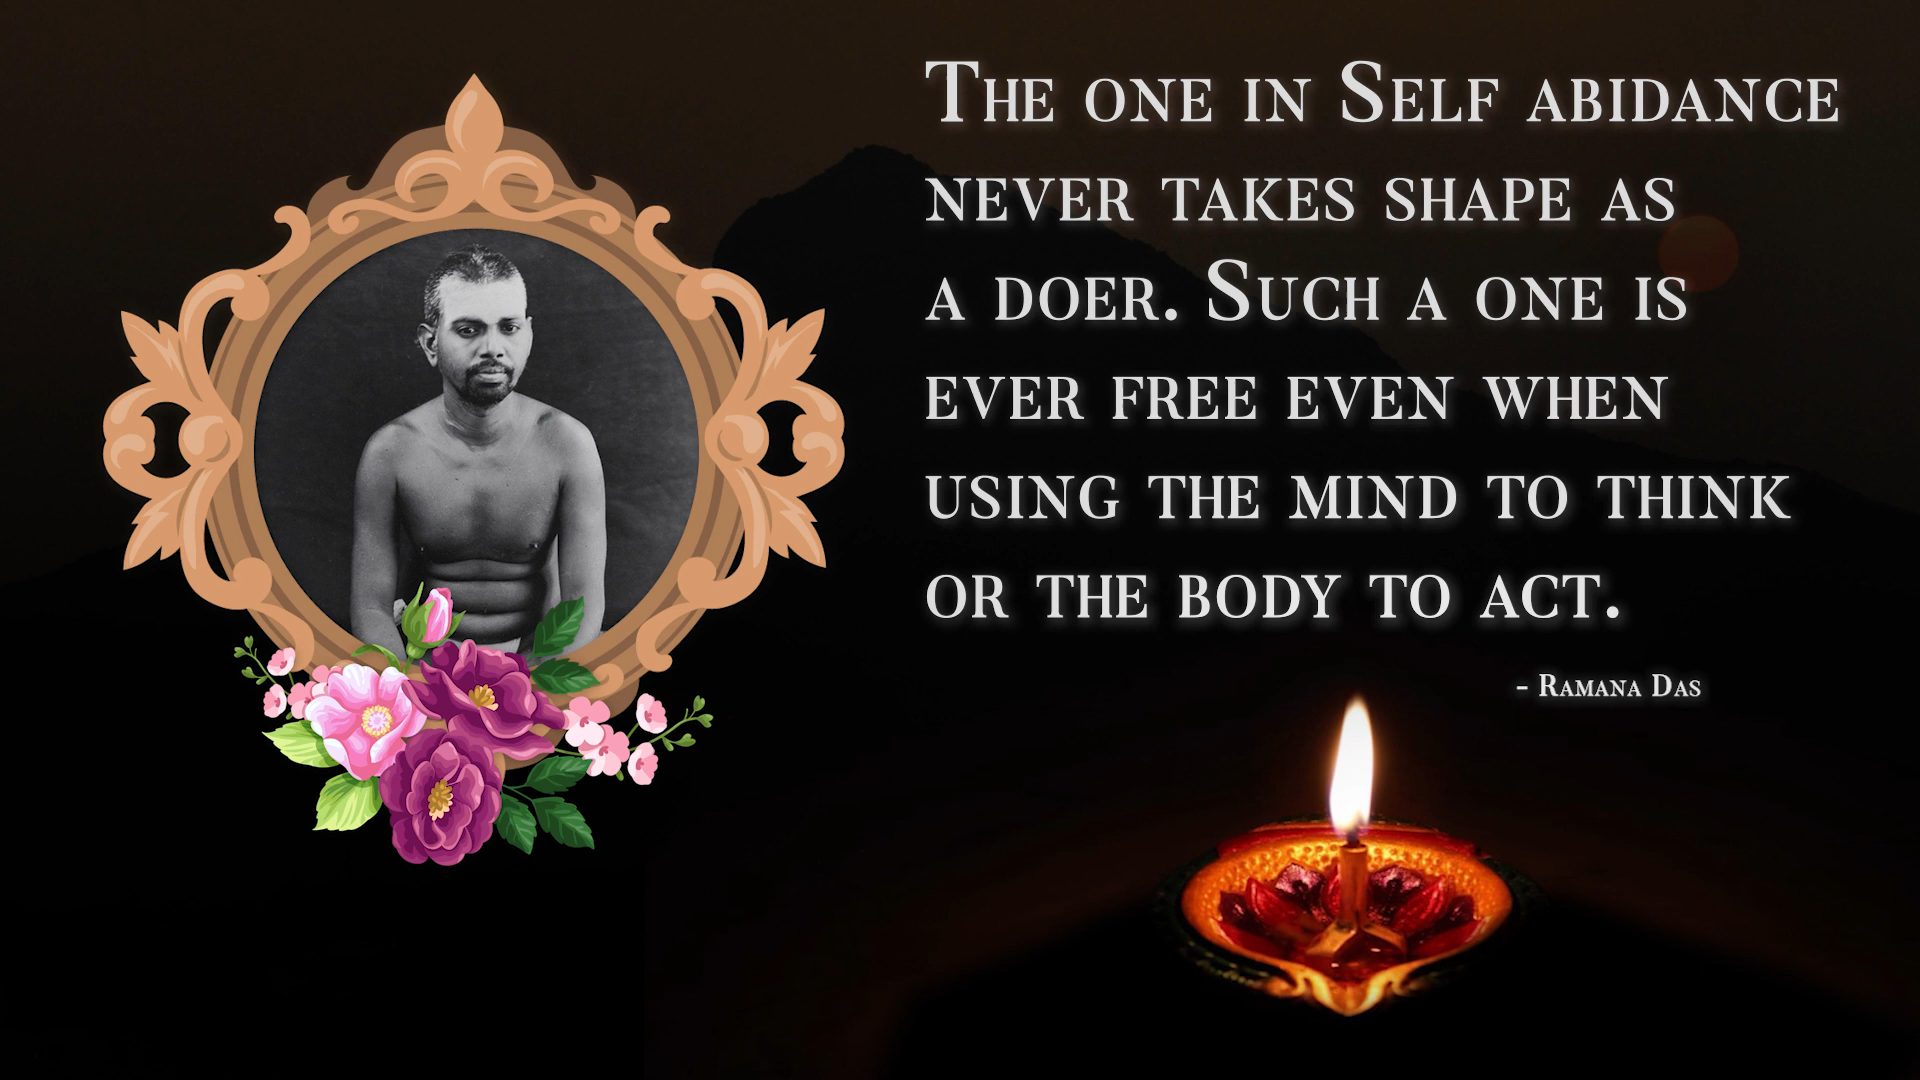 The one in Self abidance
never takes shape as
a doer. Such a one is
ever free even when
using the mind to think
or the body to act.
- Ramana Das